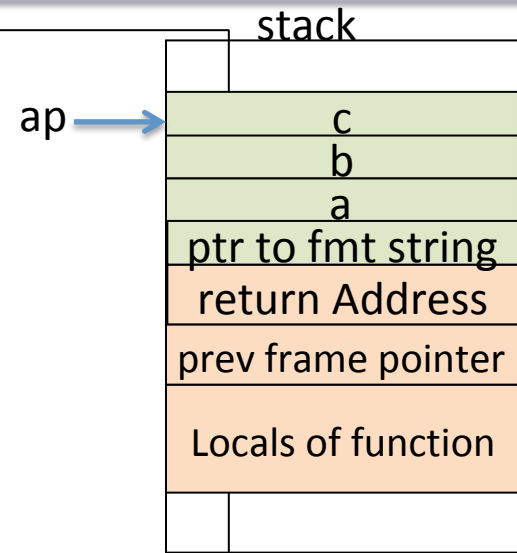 stack
ap
c
b
a
ptr to fmt string
return Address
prev frame pointer
Locals of function